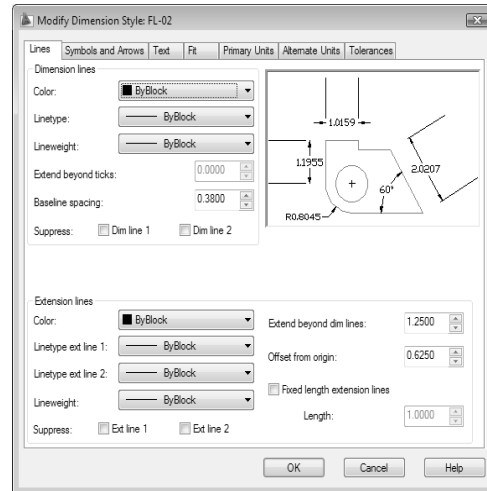 Modify Dimension Style: FL-02
Lines Symbols and Arrows Text Fit Primary Units Alternate Units Tolerances
Dimension lines
Color: ByBlock
Linetype: ByBlock
Lineweight: ByBlock
Extend beyond ticks: 0.0000
Baseline spacing: 0.3800
Suppress: Dim line 1 Dim line 2
1.0159
1.1955
2.0207
60°
R0.8045
Extension lines
Color: ByBlock
Linetype ext line 1: ByBlock
Linetype ext line 2: ByBlock
Lineweight: ByBlock
Suppress: Ext line 1 Ext line 2
Extend beyond dim lines: 1.2500
Offset from origin: 0.6250
Fixed length extension lines
Length: 1.0000
OK Cancel Help